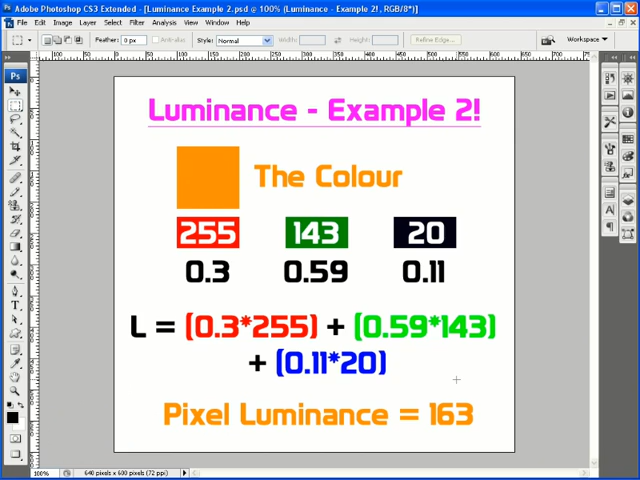 Adobe Photoshop CS3 Extended - [Luminance Example 2.psd @ 100% (Luminance - Example 2!, RGB/8*)]
File Edit Image Layer Select Filter Analysis View Window Help
Feather: 0 px Anti-alias Style: Normal Width: Height: Refine Edge... Workspace
Ps
Luminance - Example 2!
The Colour
255 143 20
0.3 0.59 0.11
L = (0.3*255) + (0.59*143)
+ (0.11*20)
Pixel Luminance = 163
100% 640 pixels x 600 pixels (72 ppi)